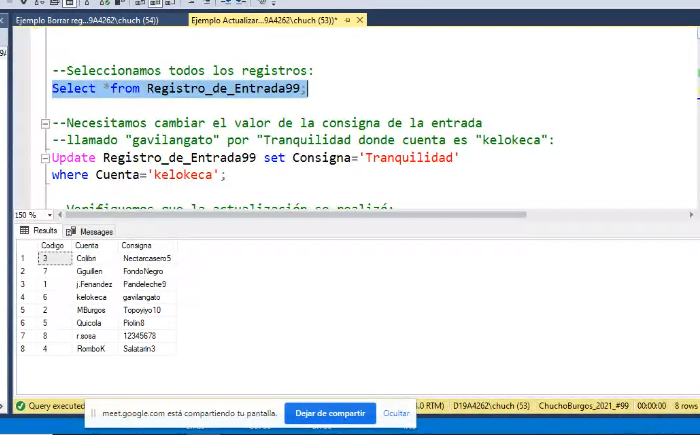 Ejemplo Borrar reg...9A4262\chuch (54))
Ejemplo Actualizar...9A4262\chuch (53))*
--Seleccionamos todos los registros:
Select *from Registro_de_Entrada99;
--Necesitamos cambiar el valor de la consigna de la entrada
--llamado "gavilangato" por "Tranquilidad donde cuenta es "kelokeca":
Update Registro_de_Entrada99 set Consigna='Tranquilidad'
where Cuenta='kelokeca';
--Verifiquemos que la actualización se realizó:
150 %
Results Messages
Codigo Cuenta Consigna
1 3 Colibri Nectarcasero5
2 7 Gguillen FondoNegro
3 1 j.Fenandez Pandeleche9
4 6 kelokeca gavilangato
5 2 MBurgos Topoyiyo10
6 5 Quicola Piolin8
7 8 r.sosa 12345678
8 4 RomboK Salatarin3
Query executed
.0 RTM) D19A4262\chuch (53) ChuchoBurgos_2021_#99 00:00:00 8 rows
meet.google.com está compartiendo tu pantalla. Dejar de compartir Ocultar